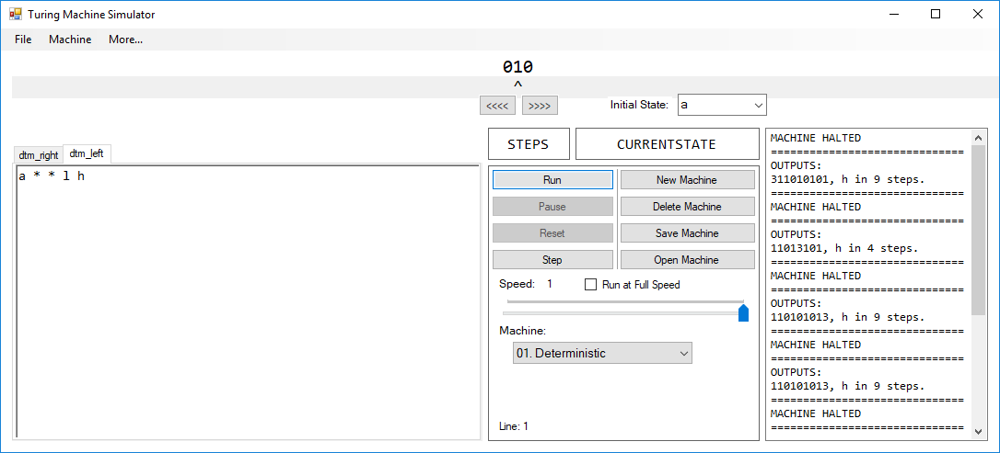 Turing Machine Simulator
File Machine More...
010
^
<<<< >>>> Initial State: a
dtm_right dtm_left
a * * l h
STEPS CURRENTSTATE
Run New Machine
Pause Delete Machine
Reset Save Machine
Step Open Machine
Speed: 1 Run at Full Speed
Machine:
01. Deterministic
Line: 1
MACHINE HALTED
==============================
OUTPUTS:
311010101, h in 9 steps.
==============================
MACHINE HALTED
==============================
OUTPUTS:
11013101, h in 4 steps.
==============================
MACHINE HALTED
==============================
OUTPUTS:
110101013, h in 9 steps.
==============================
MACHINE HALTED
==============================
OUTPUTS:
110101013, h in 9 steps.
==============================
MACHINE HALTED
==============================